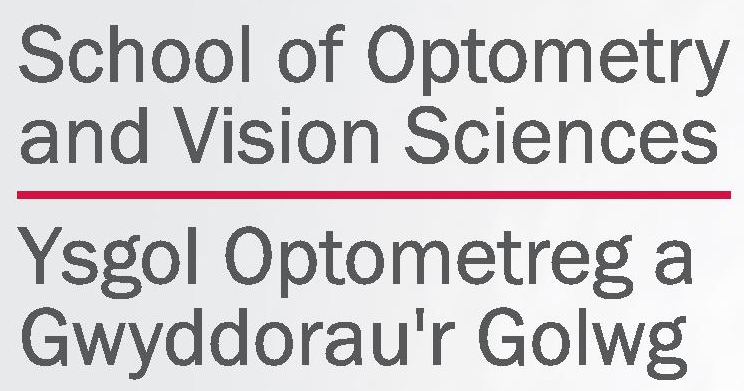 School of Optometry
and Vision Sciences
Ysgol Optometreg a
Gwyddorau'r Golwg